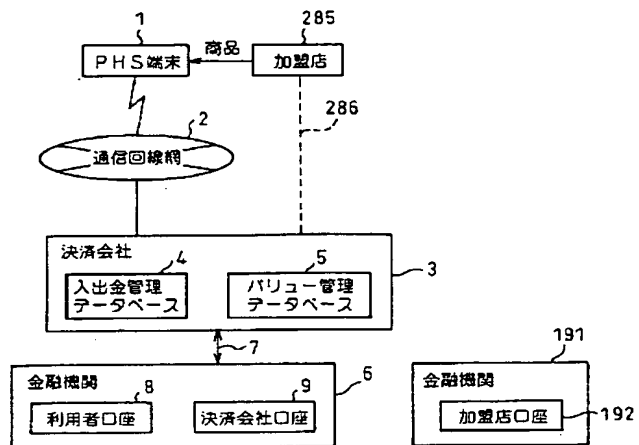 1
285
PHS端末
商品
加盟店
286
2
通信回線網
決済会社
4
5
3
入出金管理
データベース
バリュー管理
データベース
7
191
金融機関
6
金融機関
8
9
利用者口座
決済会社口座
加盟店口座
192